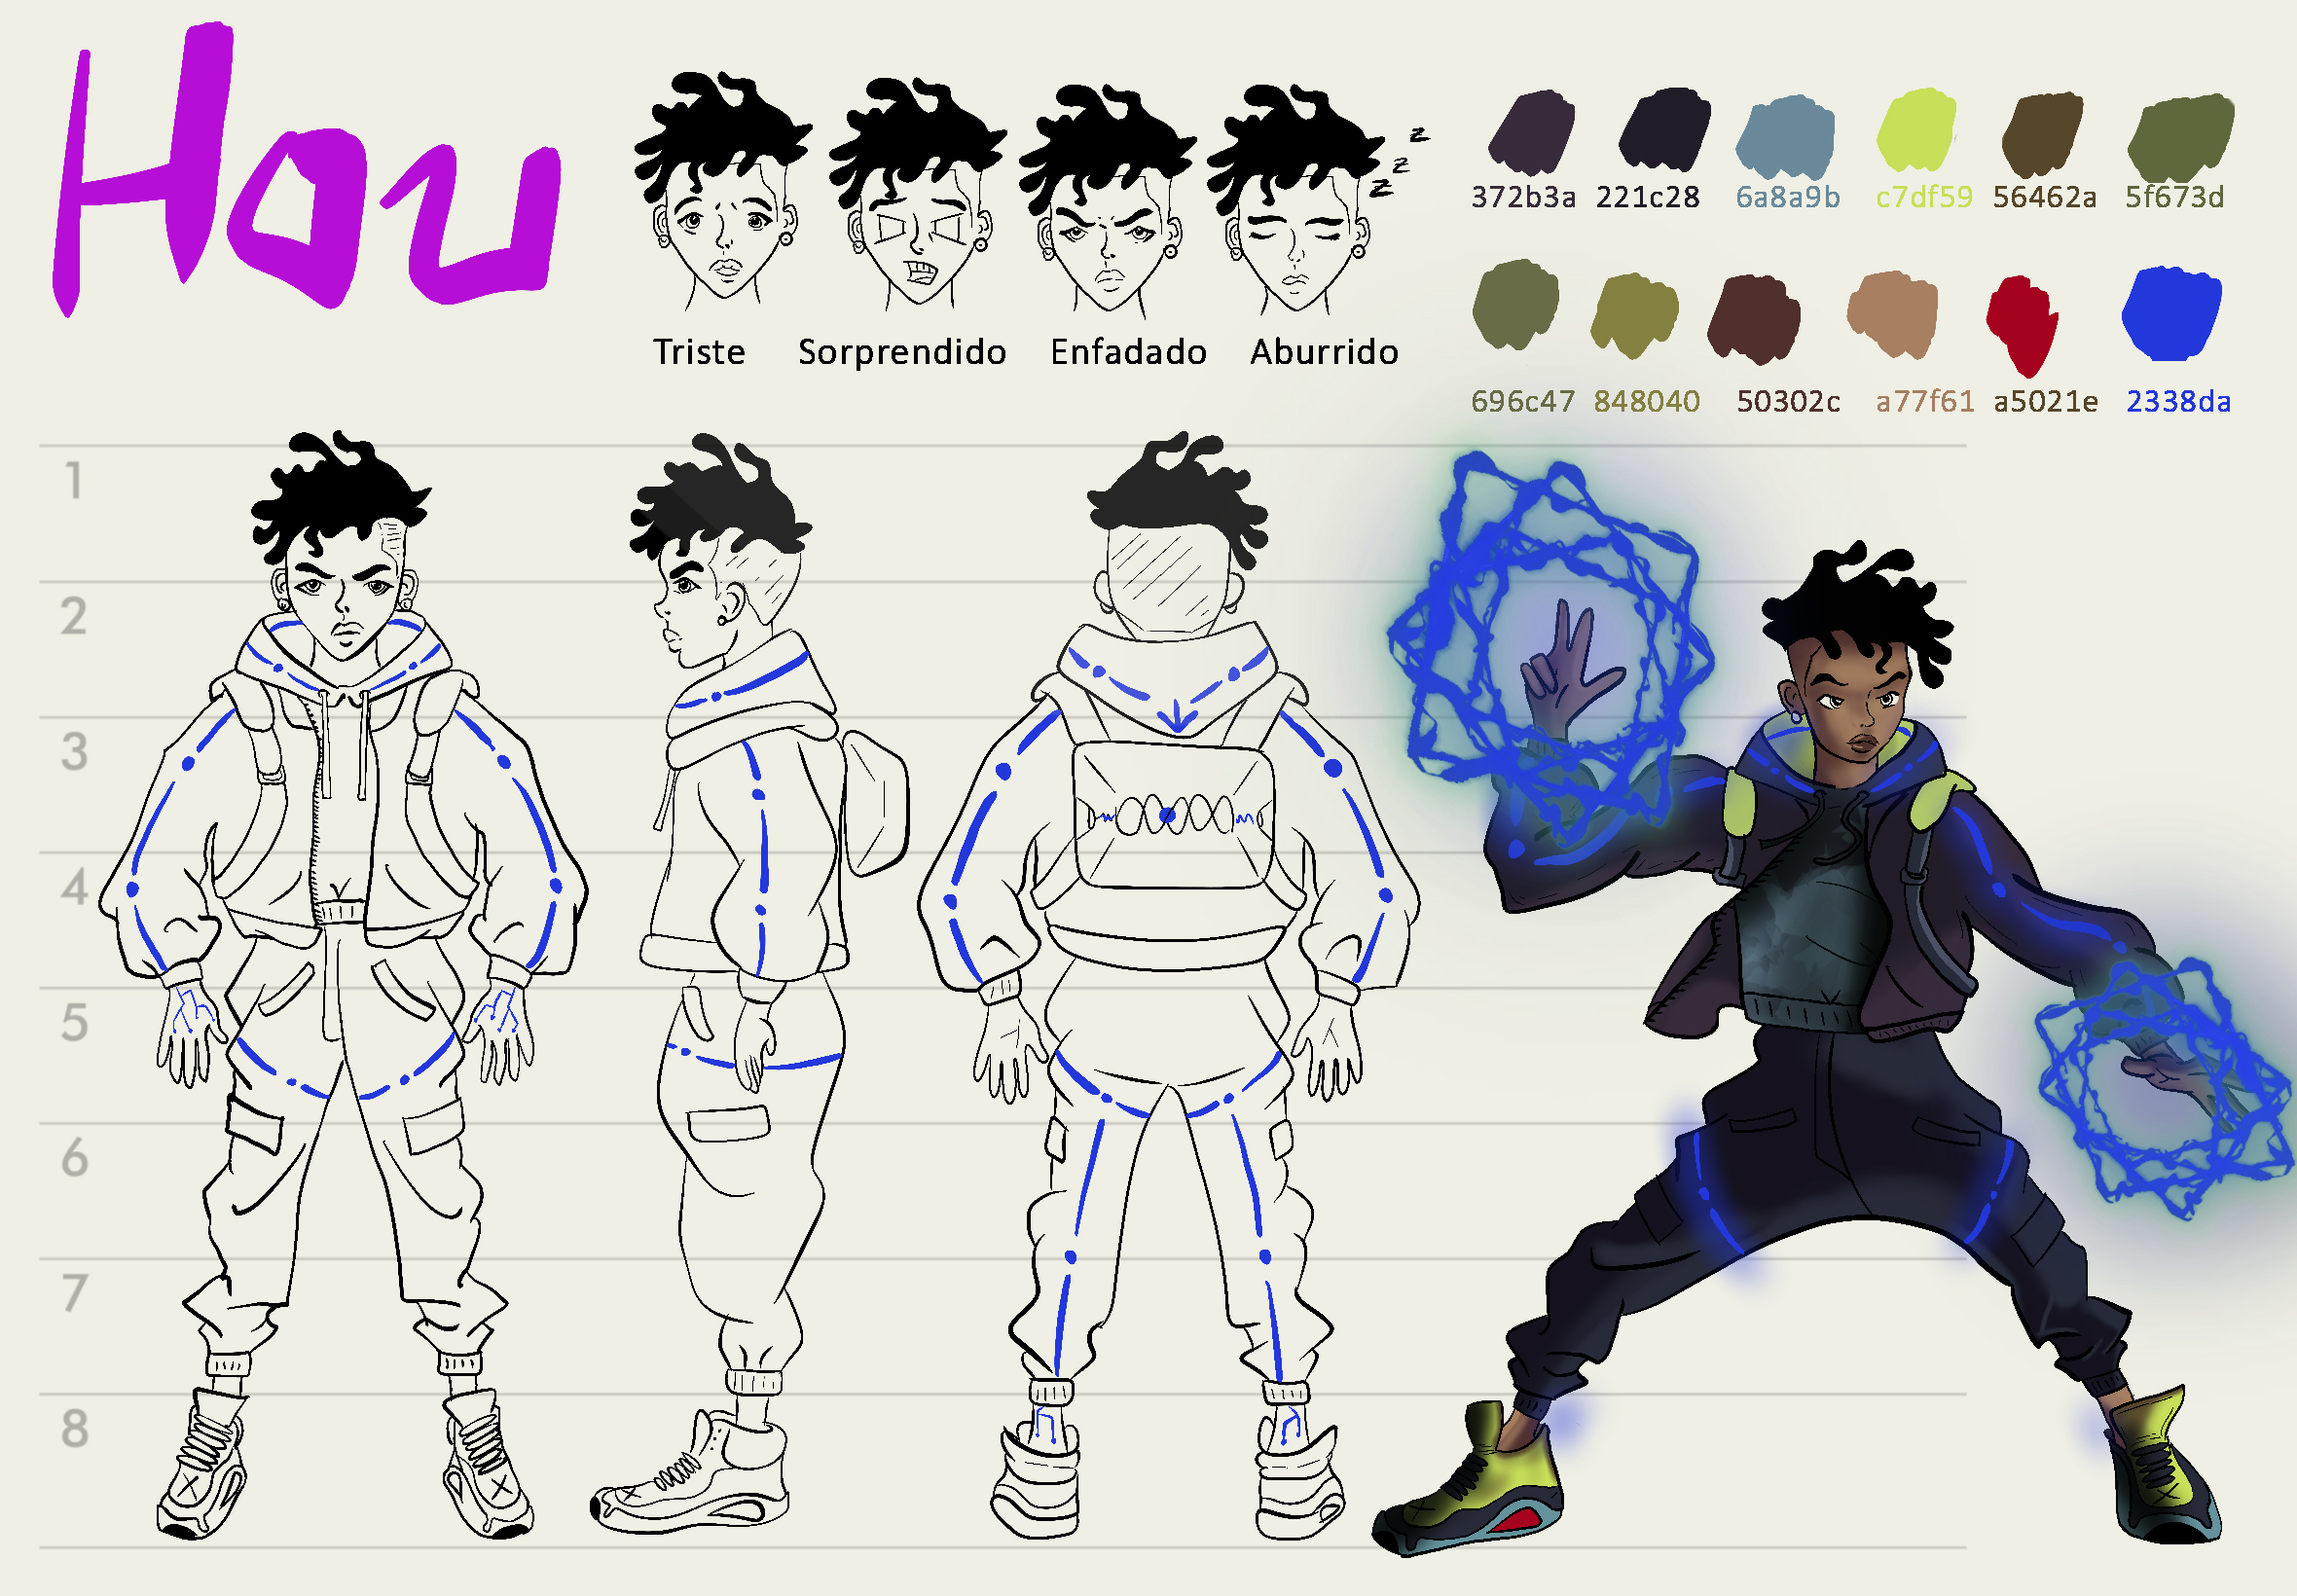 Hou
z
z
z
Triste Sorprendido Enfadado Aburrido
372b3a 221c28 6a8a9b c7df59 56462a 5f673d
696c47 848040 50302c a77f61 a5021e 2338da
1
2
3
4
5
6
7
8